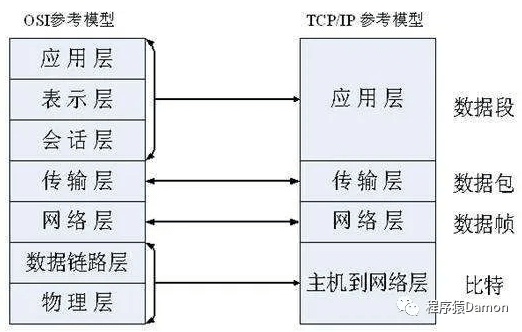 OSI参考模型
TCP/IP 参考模型
应用层
表示层
会话层
传输层
网络层
数据链路层
物理层
应用层
传输层
网络层
主机到网络层
数据段
数据包
数据帧
比特
程序猿Damon